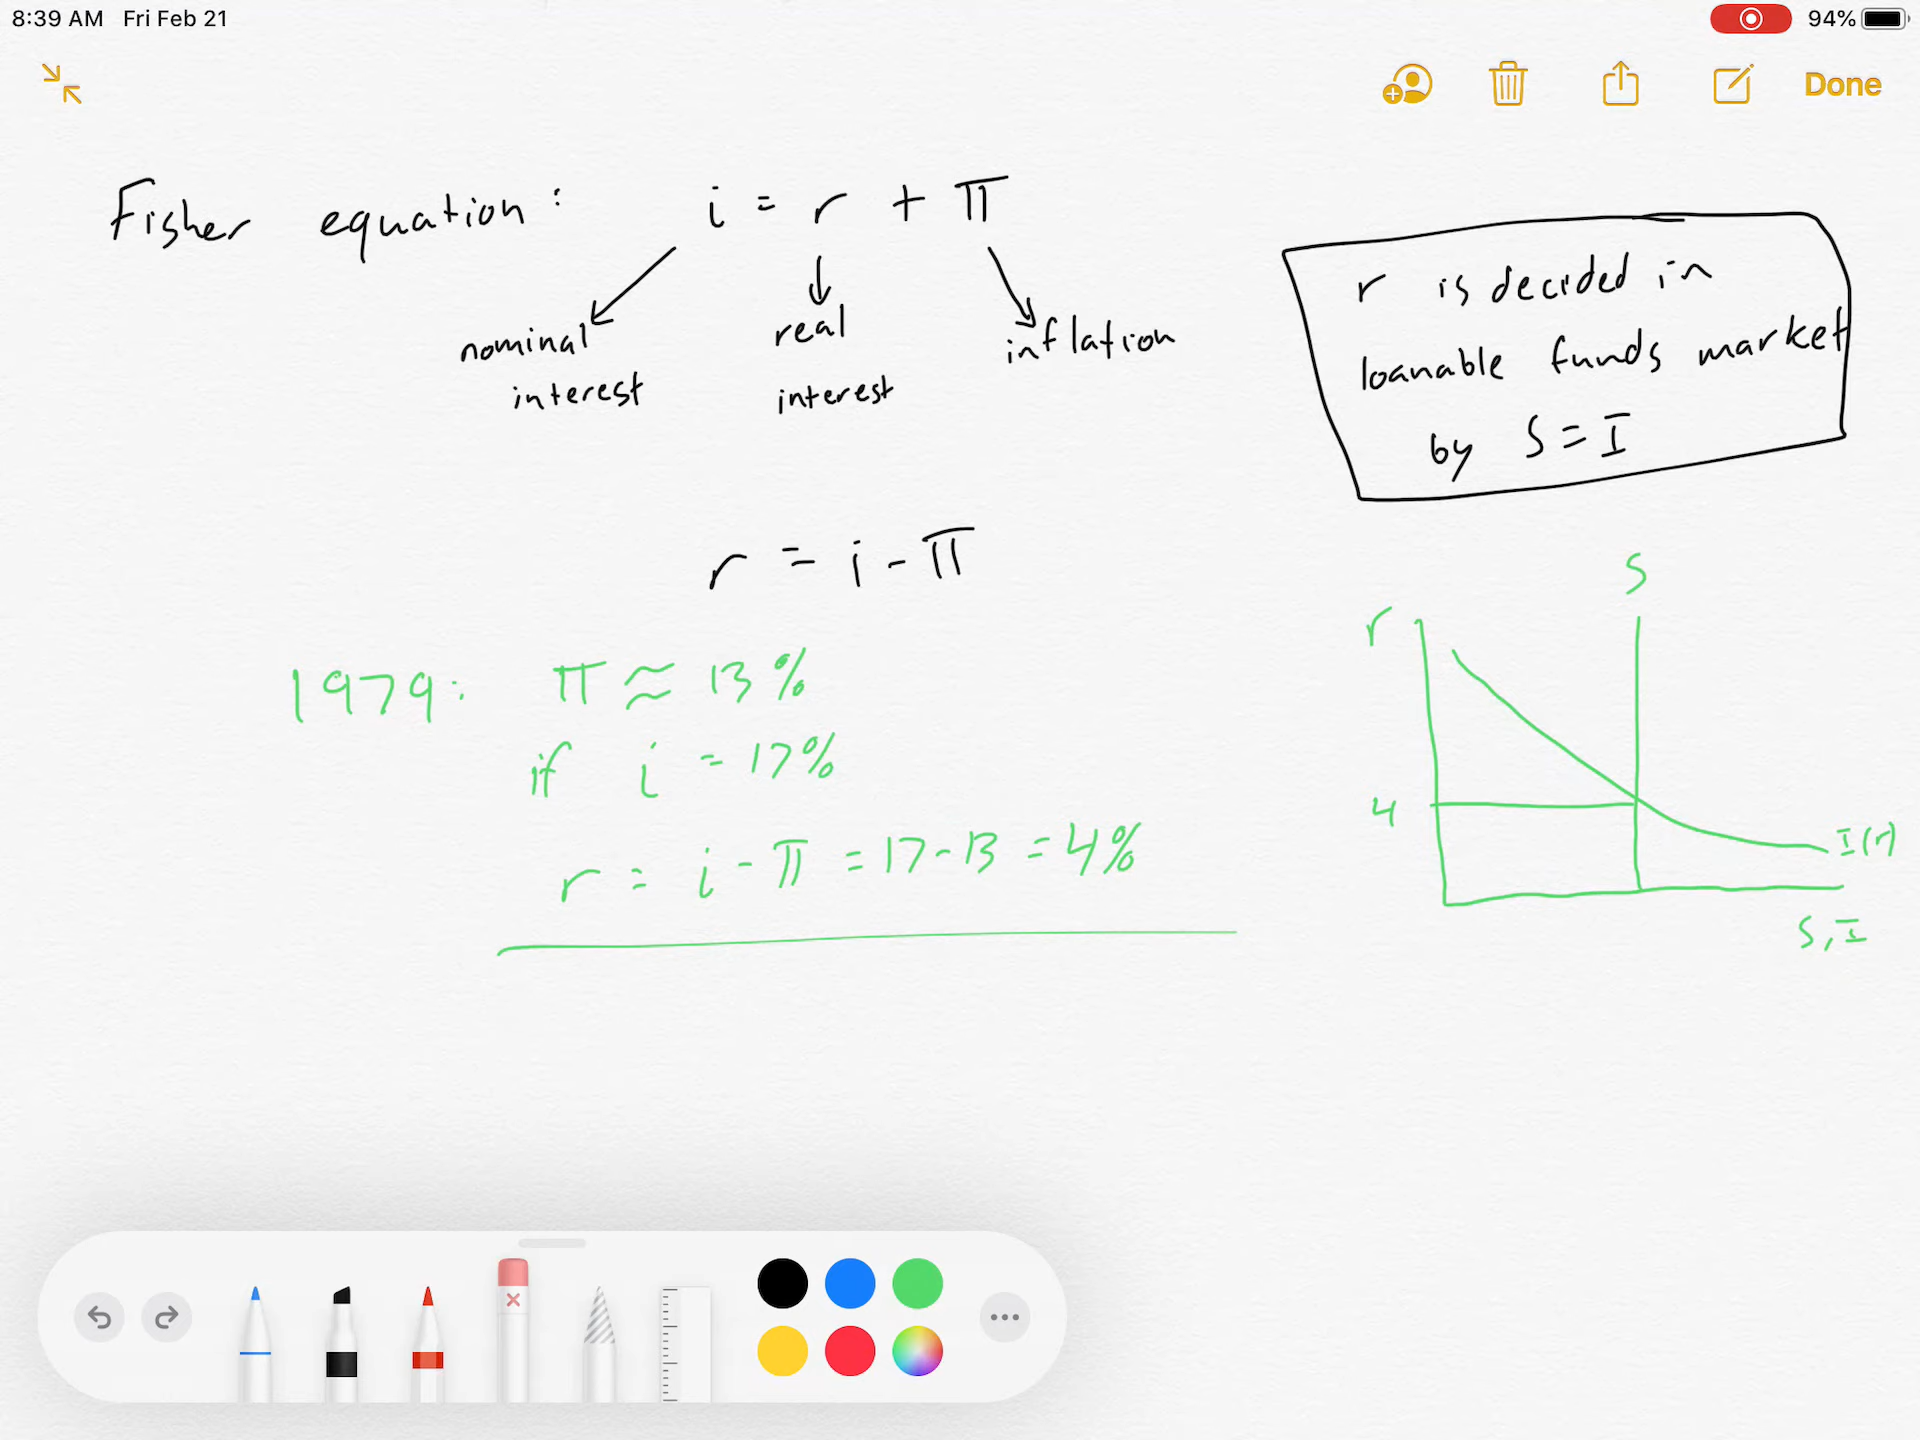 8:39 AM Fri Feb 21
94%
Done
Fisher equation: i = r + π
nominal interest
real interest
inflation
r is decided in
loanable funds market
by S = I
r = i - π
1979: π ≈ 13%
if i = 17%
r = i - π = 17 - 13 = 4%
S
r
4
I(r)
S, I